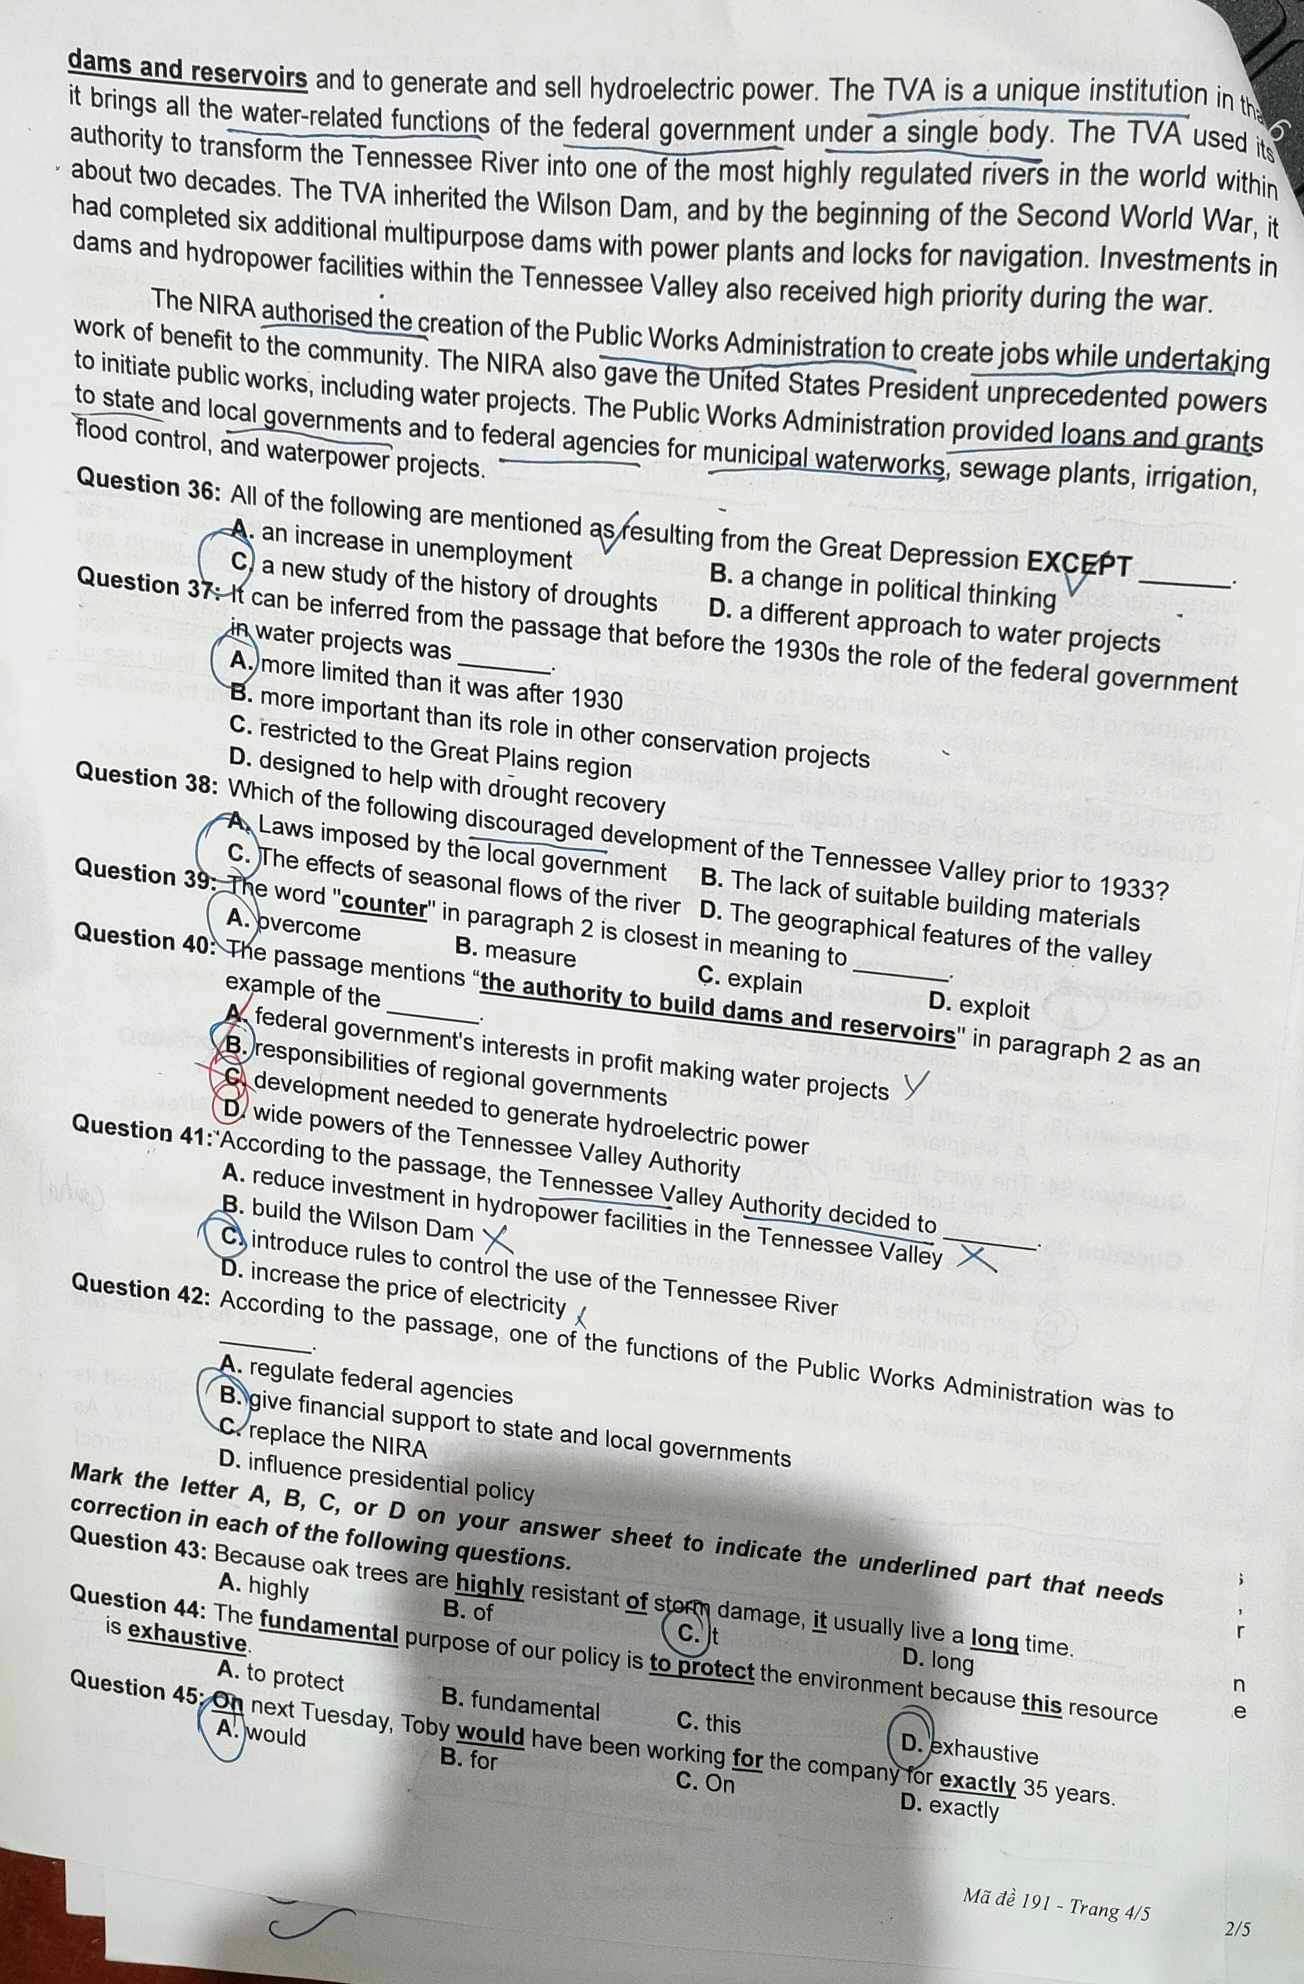 dams and reservoirs and to generate and sell hydroelectric power. The TVA is a unique institution in
it brings all the water-related functions of the federal government under a single body. The TVA used its
authority to transform the Tennessee River into one of the most highly regulated rivers in the world within
about two decades. The TVA inherited the Wilson Dam, and by the beginning of the Second World War, it
had completed six additional multipurpose dams with power plants and locks for navigation. Investments in
dams and hydropower facilities within the Tennessee Valley also received high priority during the war.
The NIRA authorised the creation of the Public Works Administration to create jobs while undertaking
work of benefit to the community. The NIRA also gave the United States President unprecedented powers
to initiate public works, including water projects. The Public Works Administration provided loans and grants
to state and local governments and to federal agencies for municipal waterworks, sewage plants, irrigation,
flood control, and waterpower projects.
Question 36: All of the following are mentioned as resulting from the Great Depression EXCEPT ______.
A. an increase in unemployment B. a change in political thinking
C. a new study of the history of droughts D. a different approach to water projects
Question 37: It can be inferred from the passage that before the 1930s the role of the federal government
in water projects was ______.
A. more limited than it was after 1930
B. more important than its role in other conservation projects
C. restricted to the Great Plains region
D. designed to help with drought recovery
Question 38: Which of the following discouraged development of the Tennessee Valley prior to 1933?
A. Laws imposed by the local government B. The lack of suitable building materials
C. The effects of seasonal flows of the river D. The geographical features of the valley
Question 39: The word "counter" in paragraph 2 is closest in meaning to ______.
A. overcome B. measure C. explain D. exploit
Question 40: The passage mentions "the authority to build dams and reservoirs" in paragraph 2 as an
example of the ______.
A. federal government's interests in profit making water projects
B. responsibilities of regional governments
C. development needed to generate hydroelectric power
D. wide powers of the Tennessee Valley Authority
Question 41: According to the passage, the Tennessee Valley Authority decided to ______.
A. reduce investment in hydropower facilities in the Tennessee Valley
B. build the Wilson Dam
C. introduce rules to control the use of the Tennessee River
D. increase the price of electricity
Question 42: According to the passage, one of the functions of the Public Works Administration was to
______.
A. regulate federal agencies
B. give financial support to state and local governments
C. replace the NIRA
D. influence presidential policy
Mark the letter A, B, C, or D on your answer sheet to indicate the underlined part that needs
correction in each of the following questions.
Question 43: Because oak trees are highly resistant of storm damage, it usually live a long time.
A. highly B. of C. it D. long
Question 44: The fundamental purpose of our policy is to protect the environment because this resource
is exhaustive.
A. to protect B. fundamental C. this D. exhaustive
Question 45: On next Tuesday, Toby would have been working for the company for exactly 35 years.
A. would B. for C. On D. exactly
Mã đề 191 - Trang 4/5
2/5